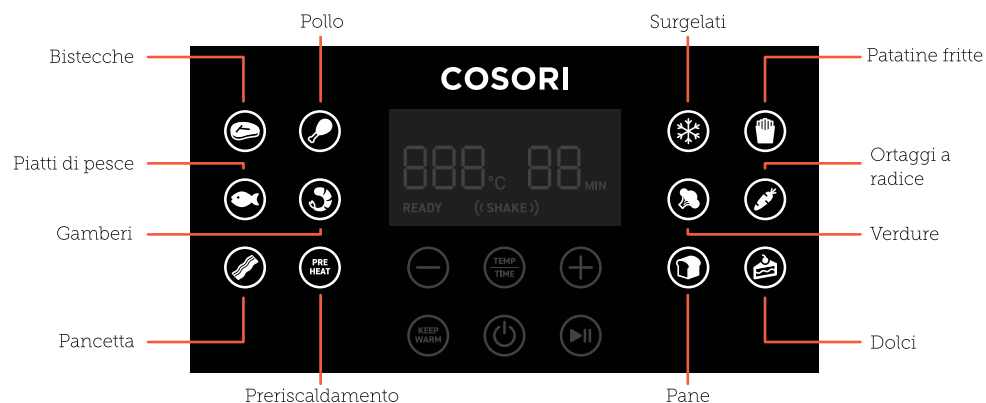 Pollo
Surgelati
Bistecche
Patatine fritte
COSORI
Piatti di pesce
Ortaggi a
radice
888 °C 88 MIN
READY ((SHAKE))
Gamberi
Verdure
PRE
HEAT
TEMP
TIME
KEEP
WARM
Pancetta
Dolci
Preriscaldamento
Pane